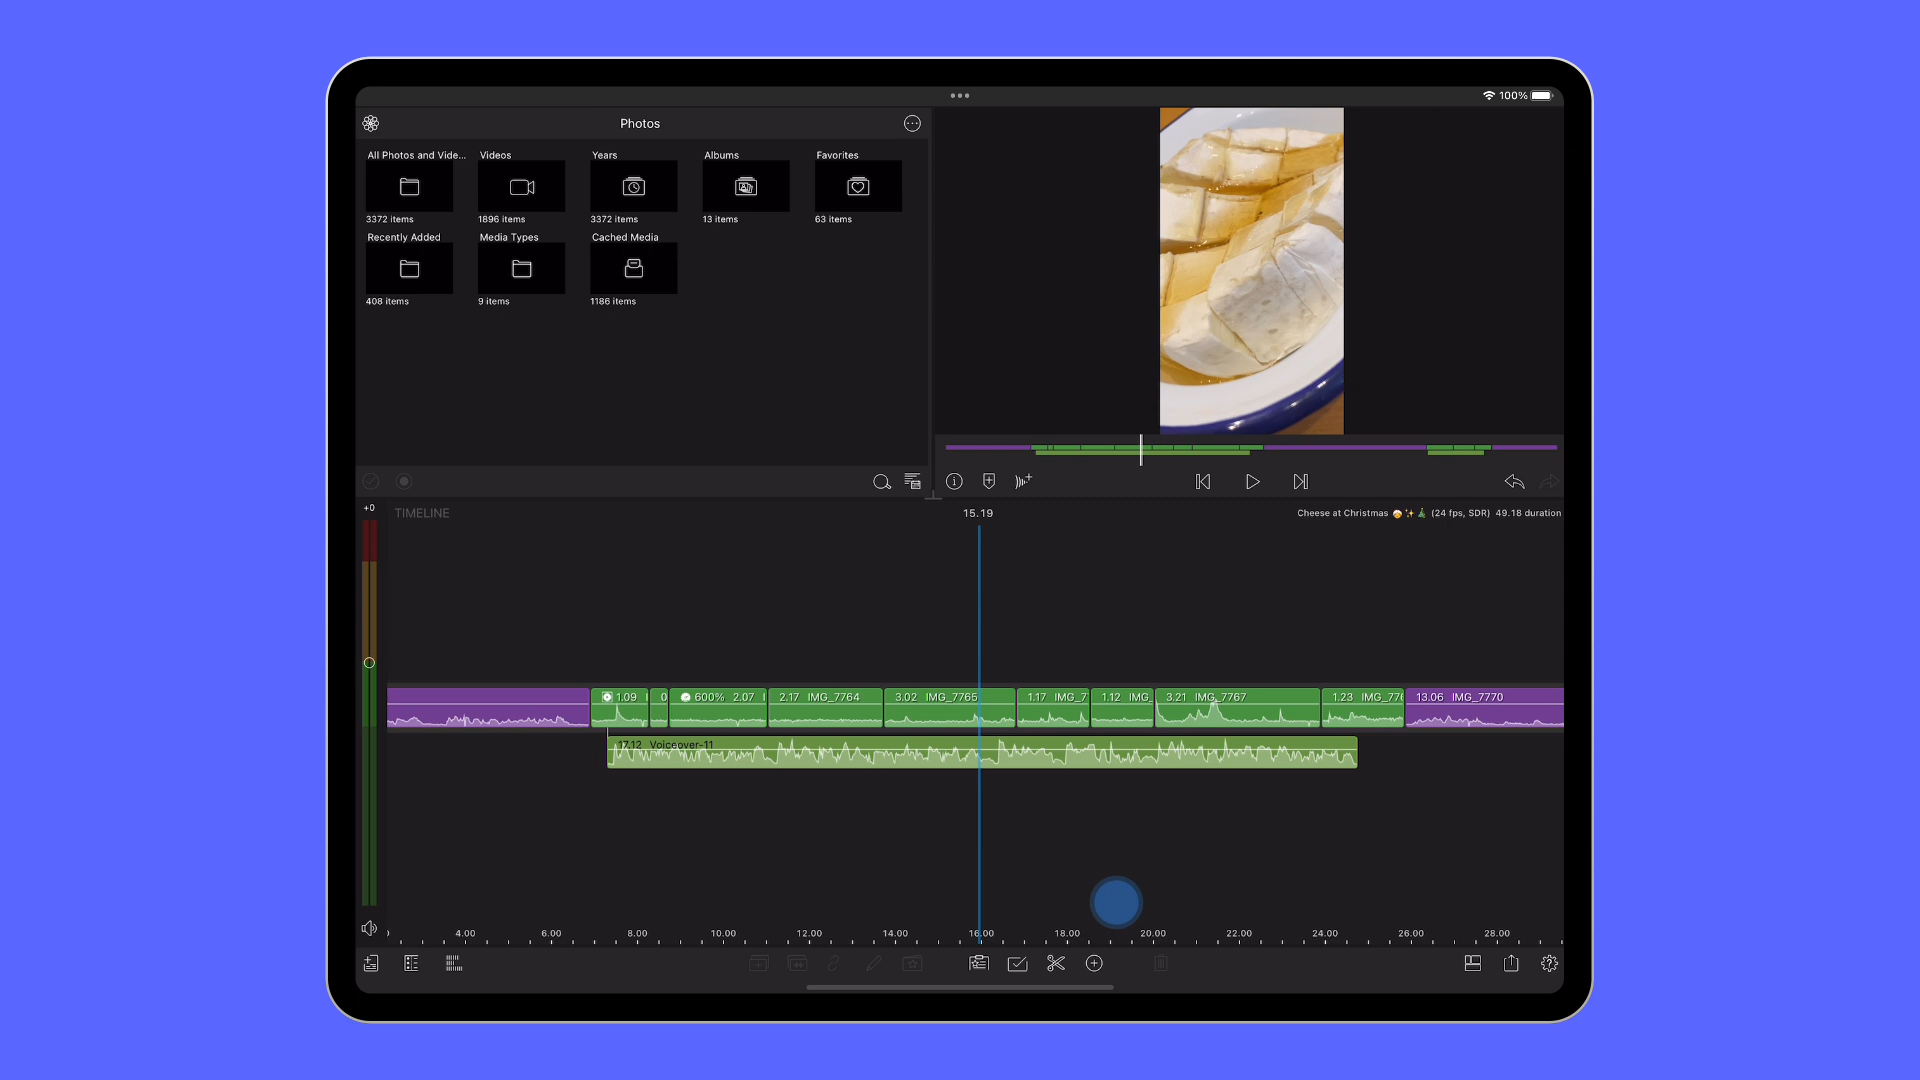 100%
Photos
All Photos and Vide...
Videos
Years
Albums
Favorites
3372 items
1896 items
3372 items
13 items
63 items
Recently Added
Media Types
Cached Media
408 items
9 items
1186 items
+0
TIMELINE
15.19
Cheese at Christmas 🎅✨🎄 (24 fps, SDR) 49.18 duration
1.09
600% 2.07
2.17 IMG_7764
3.02 IMG_7765
1.17 IMG_7
1.12 IMG
3.21 IMG_7767
1.23 IMG_776
13.06 IMG_7770
17.12 Voiceover-11
4.00
6.00
8.00
10.00
12.00
14.00
16.00
18.00
20.00
22.00
24.00
26.00
28.00